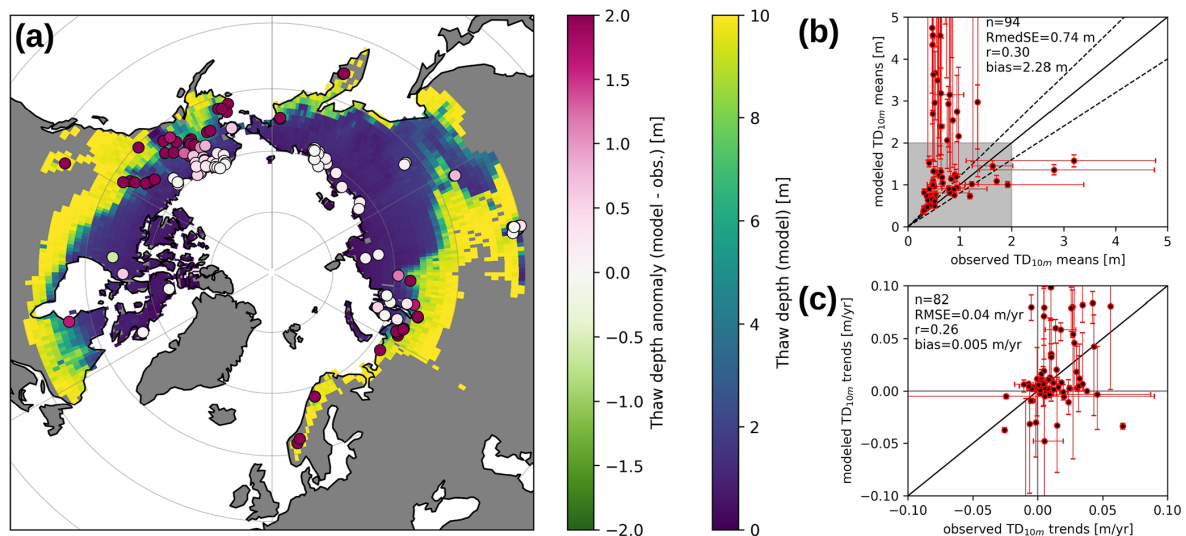 (a)
2.0
1.5
1.0
0.5
0.0
−0.5
−1.0
−1.5
−2.0
Thaw depth anomaly (model - obs.) [m]
10
8
6
4
2
0
Thaw depth (model) [m]
(b)
n=94
RmedSE=0.74 m
r=0.30
bias=2.28 m
5
4
3
2
1
0
modeled TD10m means [m]
0 1 2 3 4 5
observed TD10m means [m]
(c)
n=82
RMSE=0.04 m/yr
r=0.26
bias=0.005 m/yr
0.10
0.05
0.00
−0.05
−0.10
modeled TD10m trends [m/yr]
−0.10 −0.05 0.00 0.05 0.10
observed TD10m trends [m/yr]